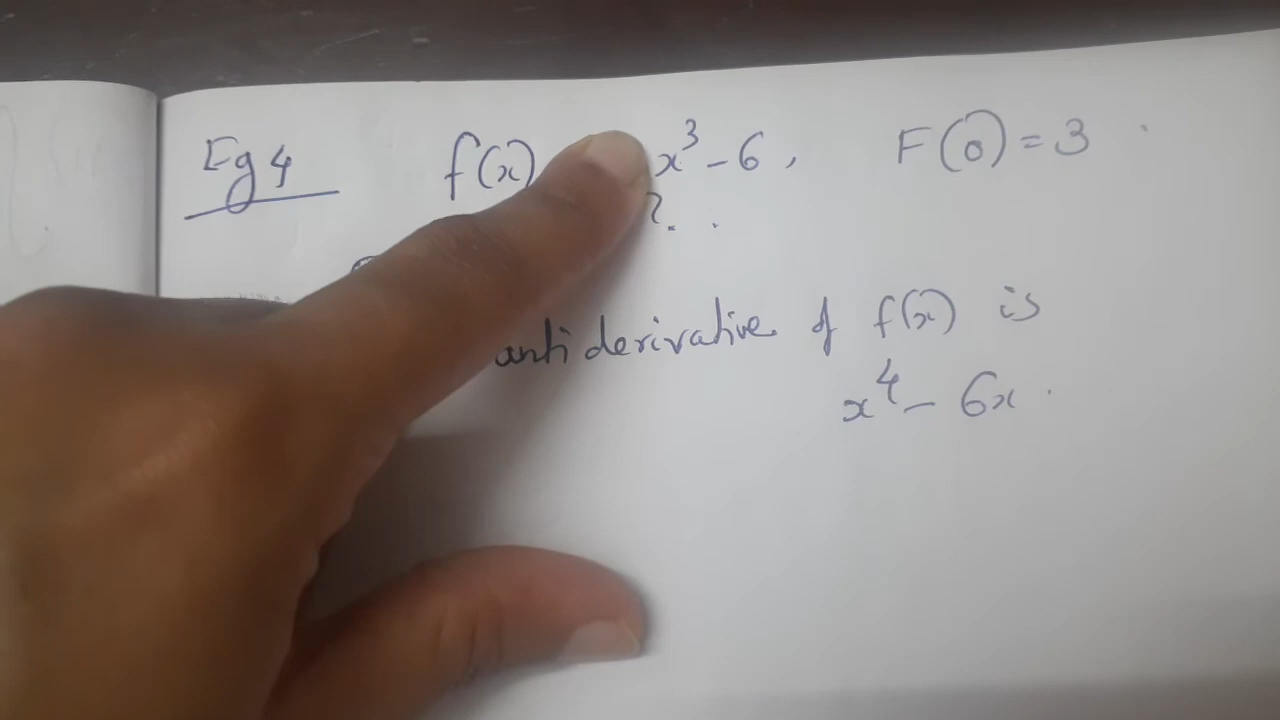 Eg 4 f(x) x³ - 6, F(0) = 3.
?.
anti derivative of f(x) is
x⁴ - 6x.